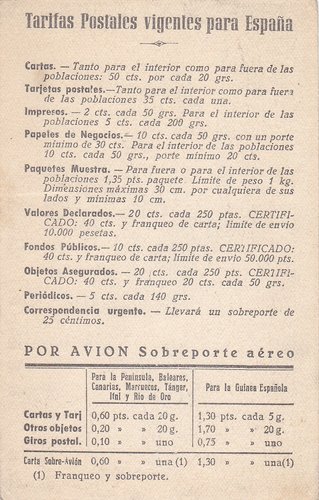 Tarifas Postales vigentes para España
Cartas. — Tanto para el interior como para fuera de las
poblaciones: 50 cts. por cada 20 grs.
Tarjetas postales.—Tanto para el interior como para fuera
de las poblaciones 35 cts. cada una.
Impresos. — 2 cts. cada 50 grs. Para el interior de
poblaciones 5 cts. cada 208 grs.
Papeles de Negocios.— 10 cts. cada 50 grs. con un porte
mínimo de 30 cts. Para el interior de poblaciones
10 cts. cada 50 grs., porte mínimo 20 cts.
Paquetes Muestra. — Para fuera o para el interior de
poblaciones 1,35 pts. paquete. Límite de peso 1 kg.
Dimensiones máximas 30 cm. por cualquiera de sus
lados y mínimas 10 cm.
Valores Declarados.— 20 cts. cada 250 ptas. CERTIFI-
CADO: 40 cts. y franqueo de carta; límite de envío
10.000 pesetas.
Fondos Públicos.— 10 cts. cada 250 ptas. CERTIFICADO:
40 cts. y franqueo de carta; límite de envío 50.000 pts.
Objetos Asegurados. — 20 cts. cada 250 ptas. CERTIFI-
CADO 40 cts. y franqueo 20 cts. cada 50 grs.
Periódicos. — 5 cts. cada 140 grs.
Correspondencia urgente. — Llevará un sobreporte de
25 céntimos.
POR AVION Sobreporte aéreo
Para la Península, Baleares,
Canarias, Marruecos, Tánger,
Ifni y Río de Oro
Para la Guinea Española
Cartas y Tarj 0,60 pts. cada 20 g. 1,30 pts. cada 5 g.
Otros objetos 0,20 » » 20 g. 1,70 » » 20 g.
Giros postal. 0,10 » » uno 0,75 » » uno
Carta Sobre-Avión 0,60 » » una (1) 1,30 » » una(1)
(1) Franqueo y sobreporte.